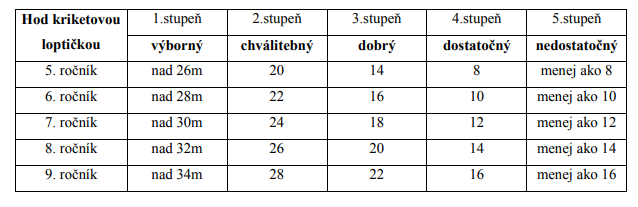 Hod kriketovou loptičkou 1.stupeň 2.stupeň 3.stupeň 4.stupeň 5.stupeň
výborný chválitebný dobrý dostatočný nedostatočný
5. ročník nad 26m 20 14 8 menej ako 8
6. ročník nad 28m 22 16 10 menej ako 10
7. ročník nad 30m 24 18 12 menej ako 12
8. ročník nad 32m 26 20 14 menej ako 14
9. ročník nad 34m 28 22 16 menej ako 16